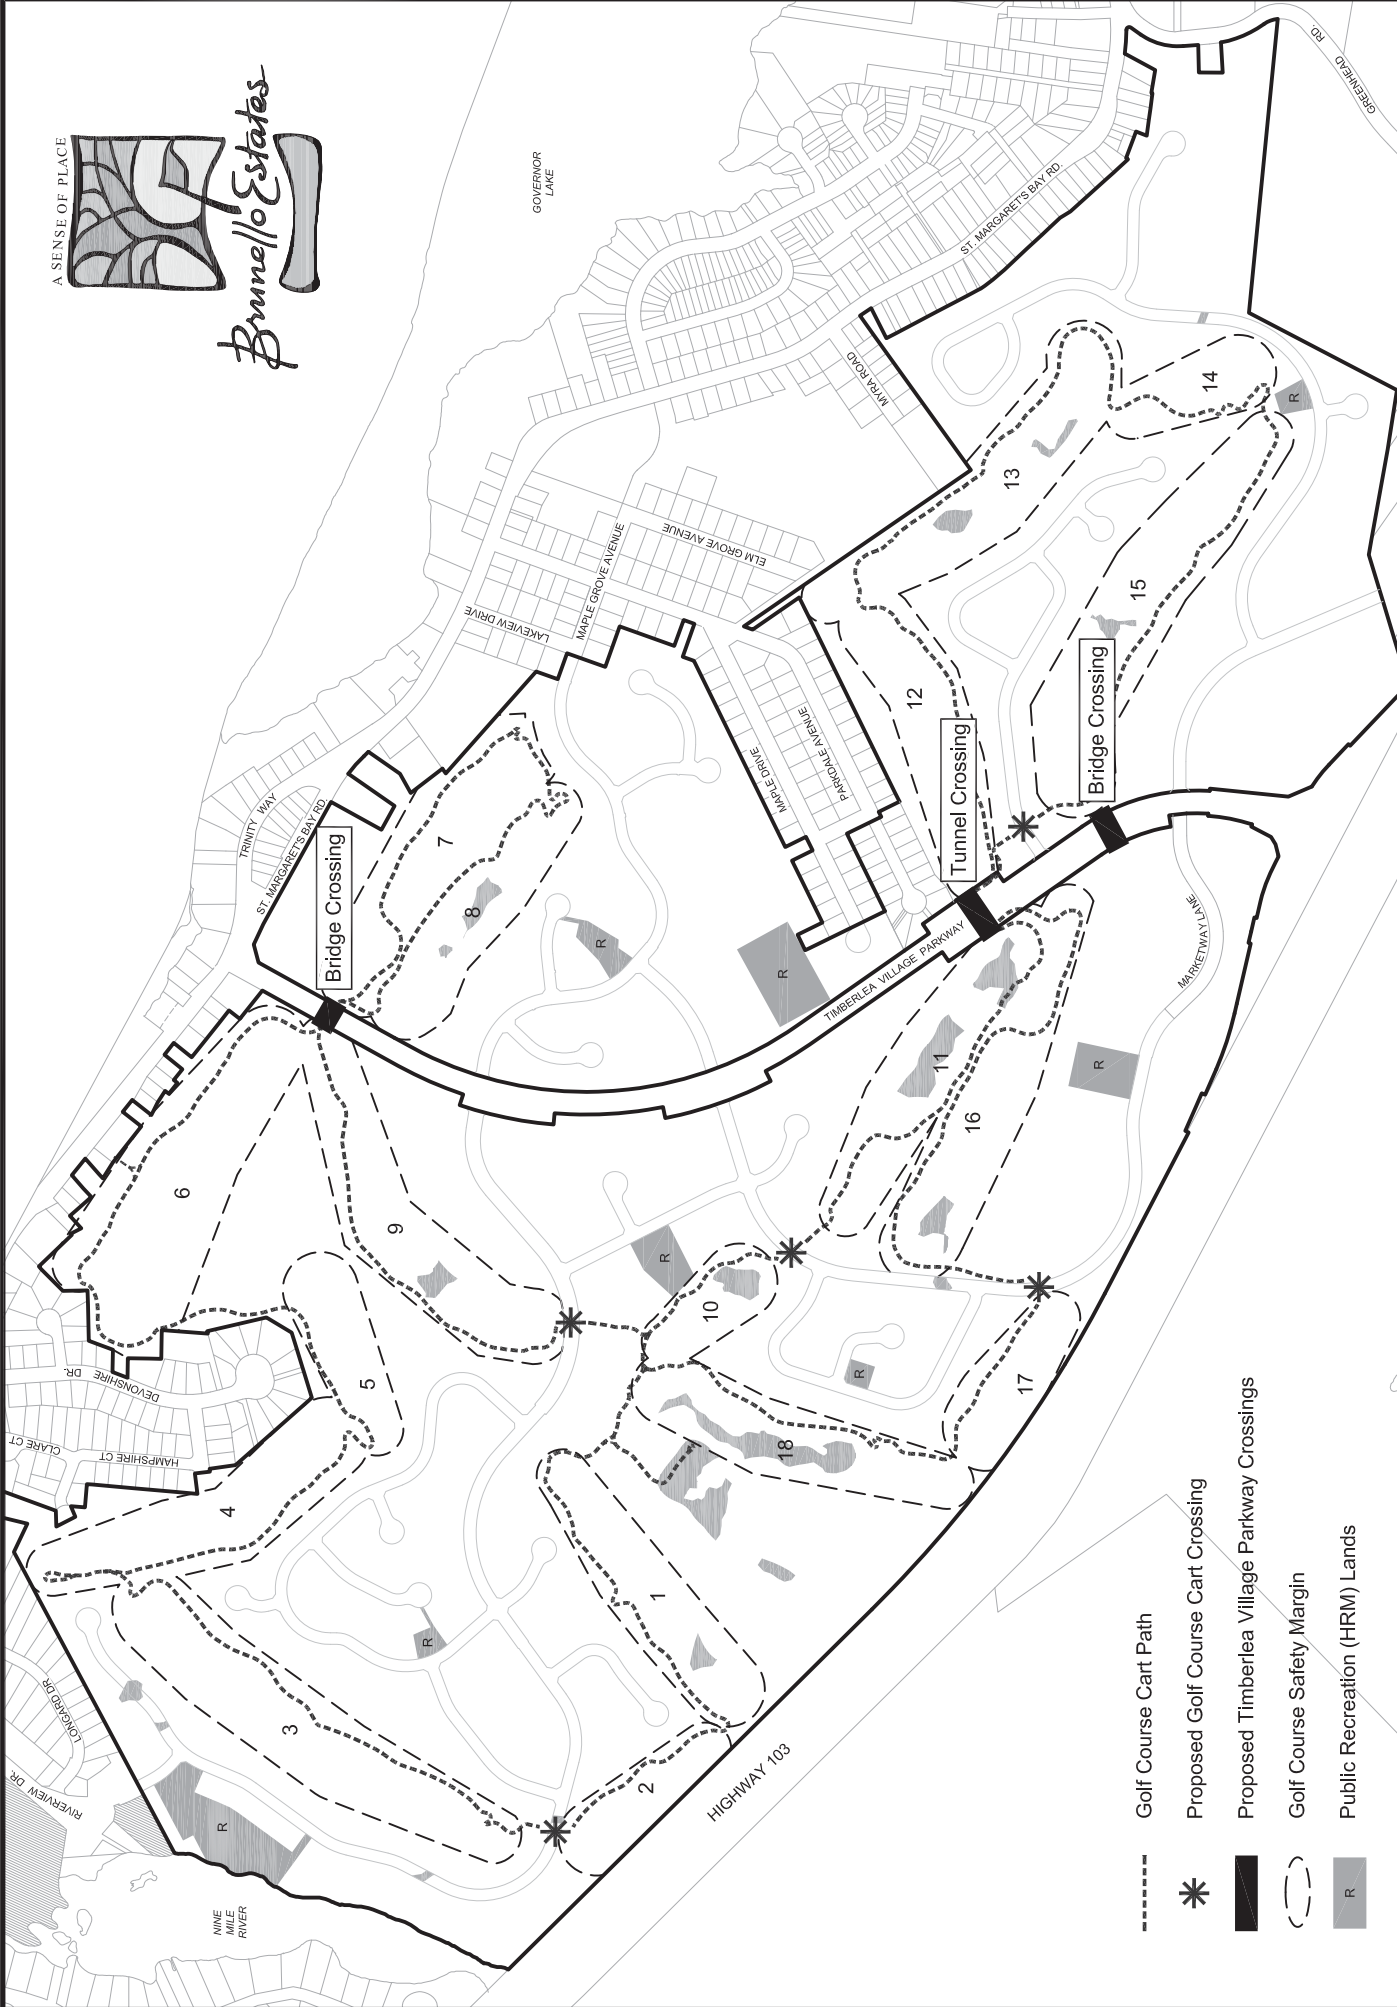 A SENSE OF PLACE
Brunello Estates
GOVERNOR
LAKE
GREENHEAD
RD.
ST. MARGARET'S BAY RD.
MYRA ROAD
ELM GROVE AVENUE
MAPLE GROVE AVENUE
LAKEVIEW DRIVE
MAPLE DRIVE
PARKDALE AVENUE
TRINITY WAY
ST. MARGARET'S BAY RD.
Bridge Crossing
Tunnel Crossing
Bridge Crossing
TIMBERLEA VILLAGE PARKWAY
MARKETWAY LANE
DEVONSHIRE DR.
CLARE CT
HAMPSHIRE CT
LONGARD DR.
RIVERVIEW DR.
NINE
MILE
RIVER
HIGHWAY 103
1
2
3
4
5
6
7
8
9
10
11
12
13
14
15
16
17
18
R
R
R
R
R
R
R
R
Golf Course Cart Path
Proposed Golf Course Cart Crossing
Proposed Timberlea Village Parkway Crossings
Golf Course Safety Margin
R
Public Recreation (HRM) Lands